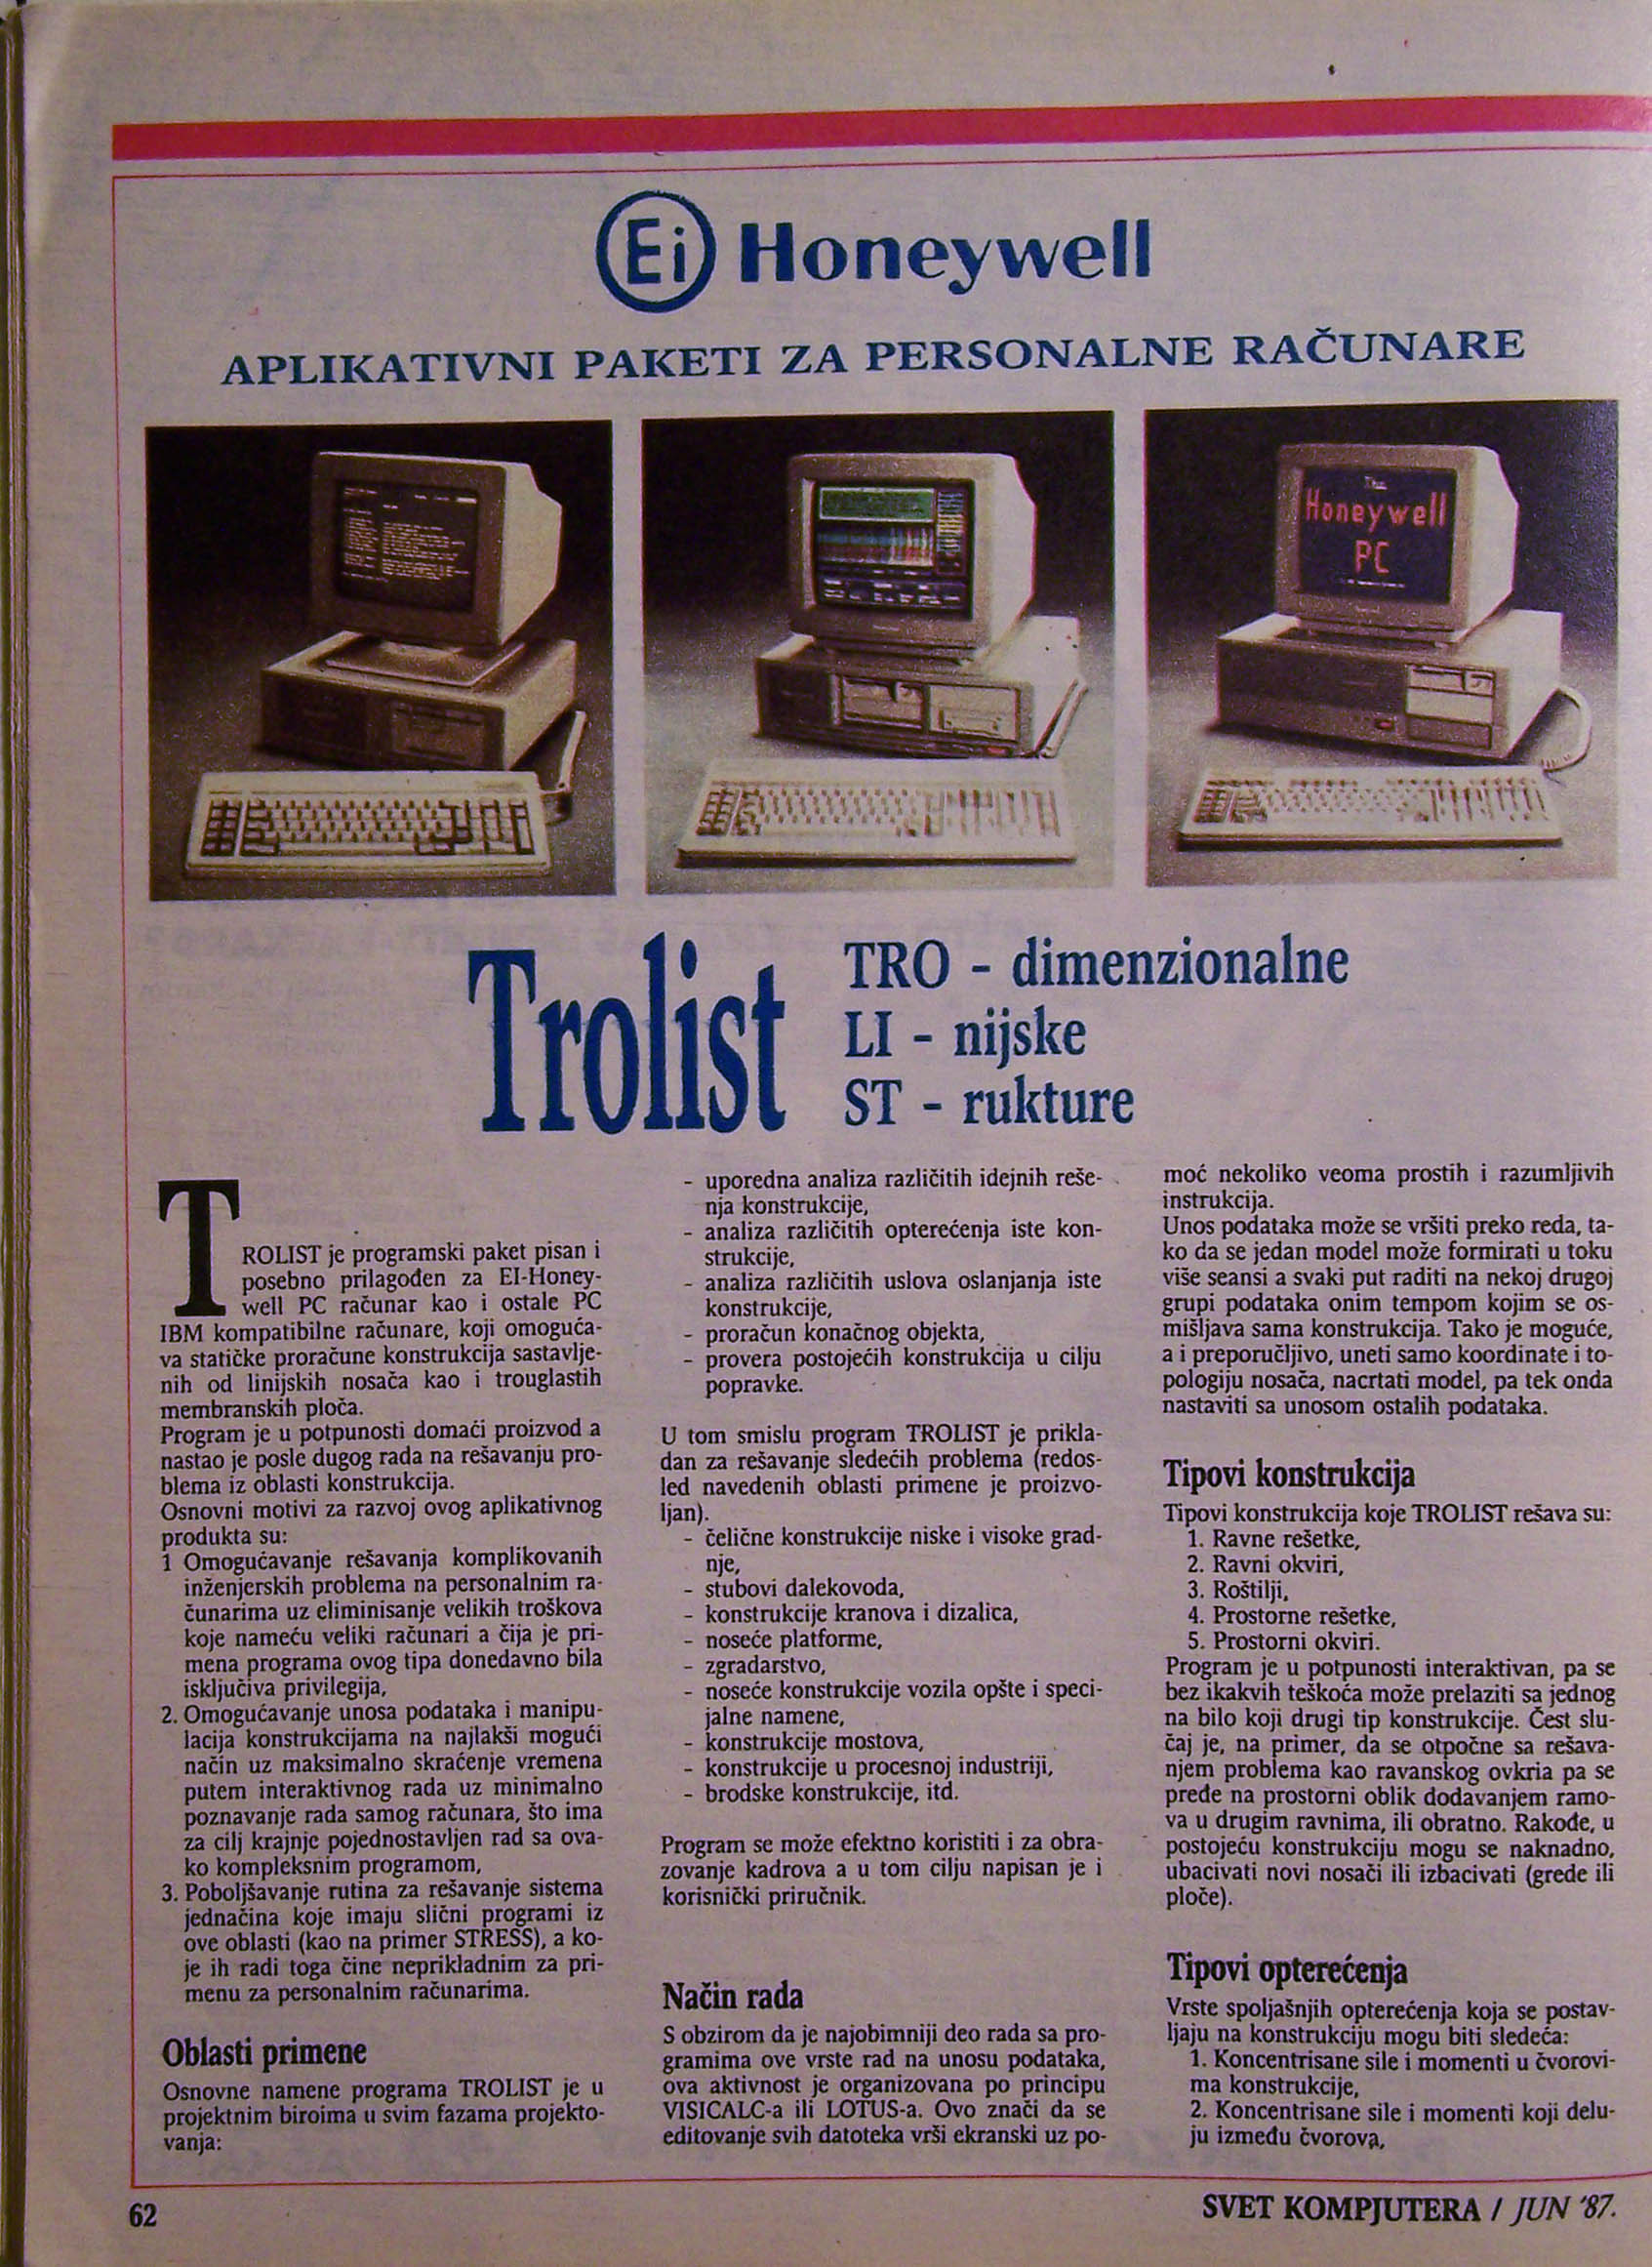 Ei Honeywell
APLIKATIVNI PAKETI ZA PERSONALNE RAČUNARE
The
Honeywell
PC
Trolist
TRO - dimenzionalne
LI - nijske
ST - rukture
TROLIST je programski paket pisan i
posebno prilagođen za EI-Honey-
well PC računar kao i ostale PC
IBM kompatibilne računare, koji omoguća-
va statičke proračune konstrukcija sastavlje-
nih od linijskih nosača kao i trouglastih
membranskih ploča.
Program je u potpunosti domaći proizvod a
nastao je posle dugog rada na rešavanju pro-
blema iz oblasti konstrukcija.
Osnovni motivi za razvoj ovog aplikativnog
produkta su:
1 Omogućavanje rešavanja komplikovanih
inženjerskih problema na personalnim ra-
čunarima uz eliminisanje velikih troškova
koje nameću veliki računari a čija je pri-
mena programa ovog tipa donedavno bila
isključiva privilegija,
2. Omogućavanje unosa podataka i manipu-
lacija konstrukcijama na najlakši mogući
način uz maksimalno skraćenje vremena
putem interaktivnog rada uz minimalno
poznavanje rada samog računara, što ima
za cilj krajnje pojednostavljen rad sa ova-
ko kompleksnim programom,
3. Poboljšavanje rutina za rešavanje sistema
jednačina koje imaju slični programi iz
ove oblasti (kao na primer STRESS), a ko-
je ih radi toga čine neprikladnim za pri-
menu za personalnim računarima.
Oblasti primene
Osnovne namene programa TROLIST je u
projektnim biroima u svim fazama projekto-
vanja:
- uporedna analiza različitih idejnih reše-
nja konstrukcije,
- analiza različitih opterećenja iste kon-
strukcije,
- analiza različitih uslova oslanjanja iste
konstrukcije,
- proračun konačnog objekta,
- provera postojećih konstrukcija u cilju
popravke.
U tom smislu program TROLIST je prikla-
dan za rešavanje sledećih problema (redos-
led navedenih oblasti primene je proizvo-
ljan).
- čelične konstrukcije niske i visoke grad-
nje,
- stubovi dalekovoda,
- konstrukcije kranova i dizalica,
- noseće platforme,
- zgradarstvo,
- noseće konstrukcije vozila opšte i speci-
jalne namene,
- konstrukcije mostova,
- konstrukcije u procesnoj industriji,
- brodske konstrukcije, itd.
Program se može efektno koristiti i za obra-
zovanje kadrova a u tom cilju napisan je i
korisnički priručnik.
Način rada
S obzirom da je najobimniji deo rada sa pro-
gramima ove vrste rad na unosu podataka,
ova aktivnost je organizovana po principu
VISICALC-a ili LOTUS-a. Ovo znači da se
editovanje svih datoteka vrši ekranski uz po-
moć nekoliko veoma prostih i razumljivih
instrukcija.
Unos podataka može se vršiti preko reda, ta-
ko da se jedan model može formirati u toku
više seansi a svaki put raditi na nekoj drugoj
grupi podataka onim tempom kojim se os-
mišljava sama konstrukcija. Tako je moguće,
a i preporučljivo, uneti samo koordinate i to-
pologiju nosača, nacrtati model, pa tek onda
nastaviti sa unosom ostalih podataka.
Tipovi konstrukcija
Tipovi konstrukcija koje TROLIST rešava su:
1. Ravne rešetke,
2. Ravni okviri,
3. Roštilji,
4. Prostorne rešetke,
5. Prostorni okviri.
Program je u potpunosti interaktivan, pa se
bez ikakvih teškoća može prelaziti sa jednog
na bilo koji drugi tip konstrukcije. Čest slu-
čaj je, na primer, da se otpočne sa rešava-
njem problema kao ravanskog ovkria pa se
pređe na prostorni oblik dodavanjem ramo-
va u drugim ravnima, ili obratno. Rakođe, u
postojeću konstrukciju mogu se naknadno,
ubacivati novi nosači ili izbacivati (grede ili
ploče).
Tipovi opterećenja
Vrste spoljašnjih opterećenja koja se postav-
ljaju na konstrukciju mogu biti sledeća:
1. Koncentrisane sile i momenti u čvorovi-
ma konstrukcije,
2. Koncentrisane sile i momenti koji delu-
ju između čvorova,
62
SVET KOMPJUTERA / JUN '87.